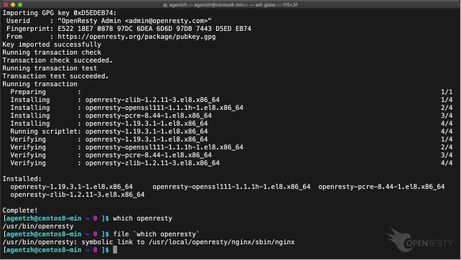 agentzh@centos8-min:~ — ssh glass — 115×31
Importing GPG key 0xD5EDEB74:
Userid : "OpenResty Admin <admin@openresty.com>"
Fingerprint: E522 18E7 0878 97DC 6DEA 6D6D 97DB 7443 D5ED EB74
From : https://openresty.org/package/pubkey.gpg
Key imported successfully
Running transaction check
Transaction check succeeded.
Running transaction test
Transaction test succeeded.
Running transaction
Preparing : 1/1
Installing : openresty-zlib-1.2.11-3.el8.x86_64 1/4
Installing : openresty-openssl111-1.1.1h-1.el8.x86_64 2/4
Installing : openresty-pcre-8.44-1.el8.x86_64 3/4
Installing : openresty-1.19.3.1-1.el8.x86_64 4/4
Running scriptlet: openresty-1.19.3.1-1.el8.x86_64 4/4
Verifying : openresty-1.19.3.1-1.el8.x86_64 1/4
Verifying : openresty-openssl111-1.1.1h-1.el8.x86_64 2/4
Verifying : openresty-pcre-8.44-1.el8.x86_64 3/4
Verifying : openresty-zlib-1.2.11-3.el8.x86_64 4/4
Installed:
openresty-1.19.3.1-1.el8.x86_64 openresty-openssl111-1.1.1h-1.el8.x86_64 openresty-pcre-8.44-1.el8.x86_64
openresty-zlib-1.2.11-3.el8.x86_64
Complete!
[agentzh@centos8-min ~ 0 ]$ which openresty
/usr/bin/openresty
[agentzh@centos8-min ~ 0 ]$ file `which openresty`
/usr/bin/openresty: symbolic link to /usr/local/openresty/nginx/sbin/nginx
[agentzh@centos8-min ~ 0 ]$
OPENRESTY